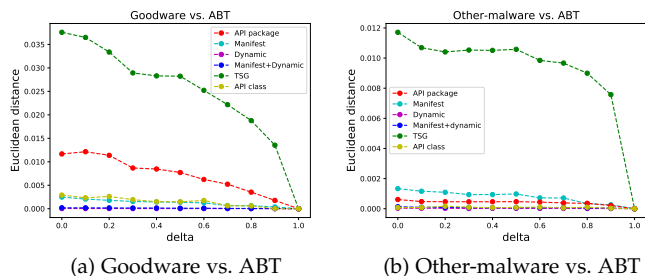 Goodware vs. ABT
Euclidean distance
0.035
0.030
0.025
0.020
0.015
0.010
0.005
0.000
API package
Manifest
Dynamic
Manifest+Dynamic
TSG
API class
0.0 0.2 0.4 0.6 0.8 1.0
delta
(a) Goodware vs. ABT
Other-malware vs. ABT
Euclidean distance
0.012
0.010
0.008
0.006
0.004
0.002
0.000
API package
Manifest
Dynamic
Manifest+dynamic
TSG
API class
0.0 0.2 0.4 0.6 0.8 1.0
delta
(b) Other-malware vs. ABT